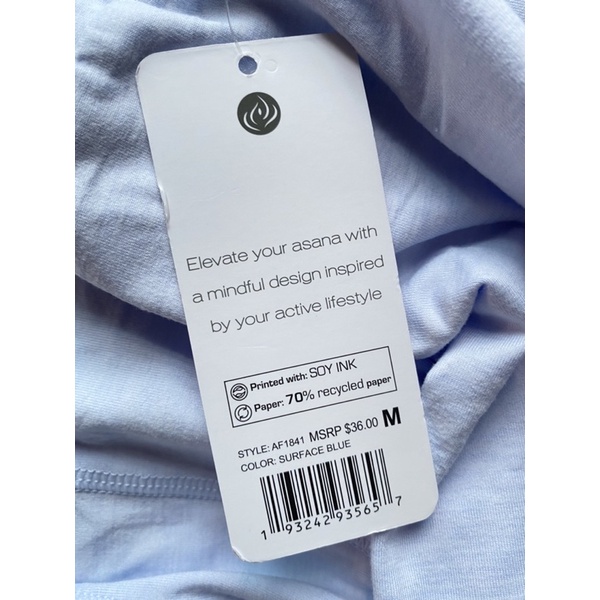 Elevate your asana with
a mindful design inspired
by your active lifestyle
Printed with: SOY INK
Paper: 70% recycled paper
STYLE: AF1841 MSRP $36.00 M
COLOR: SURFACE BLUE
1 93242 93565 7